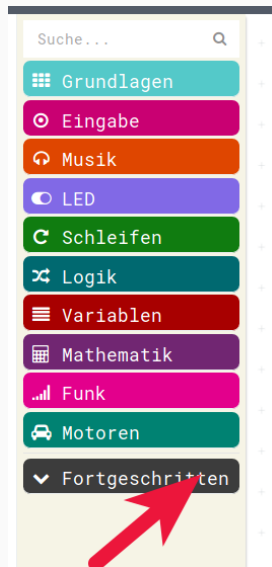 Suche...
Grundlagen
Eingabe
Musik
LED
Schleifen
Logik
Variablen
Mathematik
Funk
Motoren
Fortgeschritten